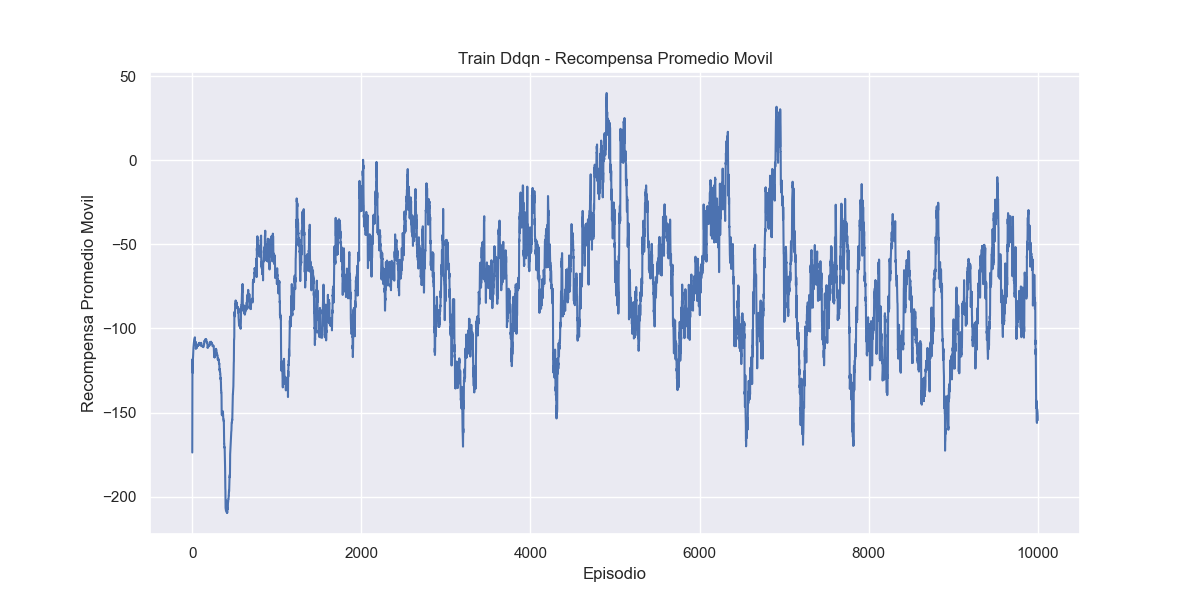 Train Ddqn - Recompensa Promedio Movil
50
0
−50
−100
−150
−200
Recompensa Promedio Movil
0 2000 4000 6000 8000 10000
Episodio